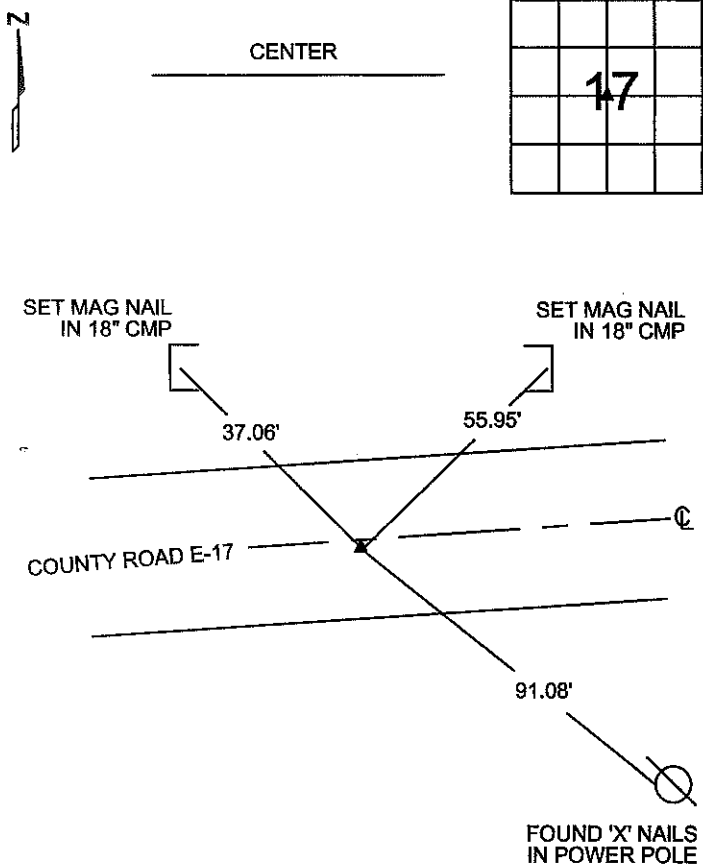 N
CENTER
17
SET MAG NAIL
IN 18" CMP
SET MAG NAIL
IN 18" CMP
37.06'
55.95'
℄
COUNTY ROAD E-17
91.08'
FOUND 'X' NAILS
IN POWER POLE